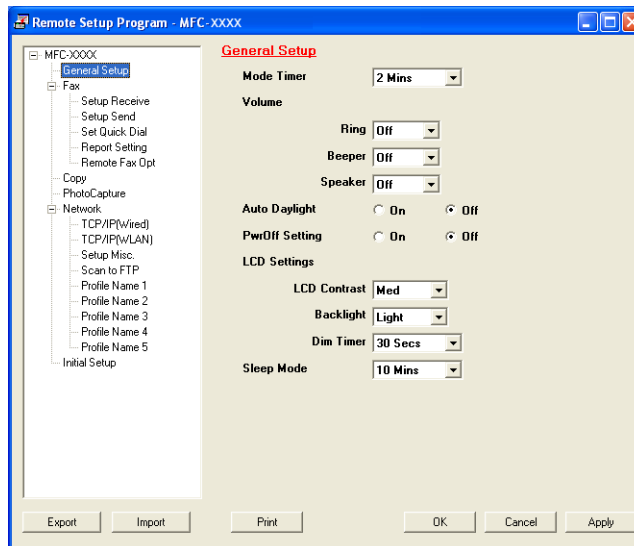 Remote Setup Program - MFC-XXXX
MFC-XXXX
General Setup
Fax
Setup Receive
Setup Send
Set Quick Dial
Report Setting
Remote Fax Opt
Copy
PhotoCapture
Network
TCP/IP(Wired)
TCP/IP(WLAN)
Setup Misc.
Scan to FTP
Profile Name 1
Profile Name 2
Profile Name 3
Profile Name 4
Profile Name 5
Initial Setup
General Setup
Mode Timer 2 Mins
Volume
Ring Off
Beeper Off
Speaker Off
Auto Daylight On Off
PwrOff Setting On Off
LCD Settings
LCD Contrast Med
Backlight Light
Dim Timer 30 Secs
Sleep Mode 10 Mins
Export Import Print OK Cancel Apply